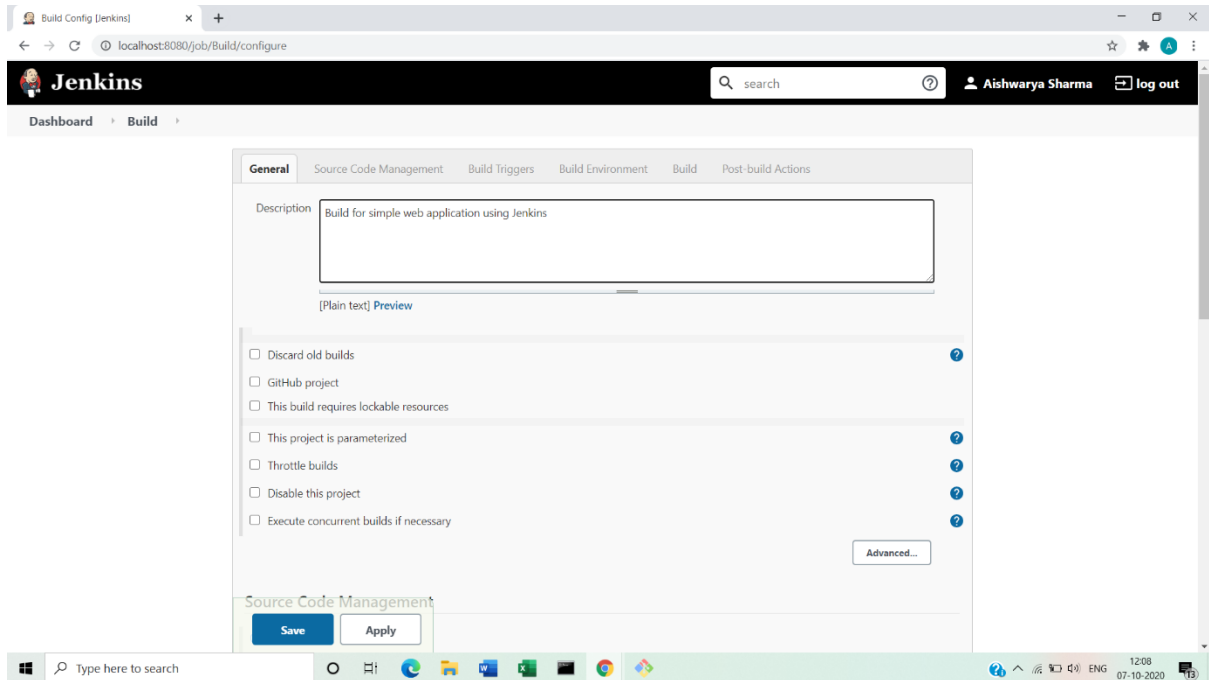 Build Config [Jenkins]
localhost:8080/job/Build/configure
A
Jenkins
search
Aishwarya Sharma
log out
Dashboard
Build
General
Source Code Management
Build Triggers
Build Environment
Build
Post-build Actions
Description
Build for simple web application using Jenkins
[Plain text] Preview
Discard old builds
GitHub project
This build requires lockable resources
This project is parameterized
Throttle builds
Disable this project
Execute concurrent builds if necessary
Advanced...
Source Code Management
Save
Apply
Type here to search
ENG
12:08
07-10-2020
13